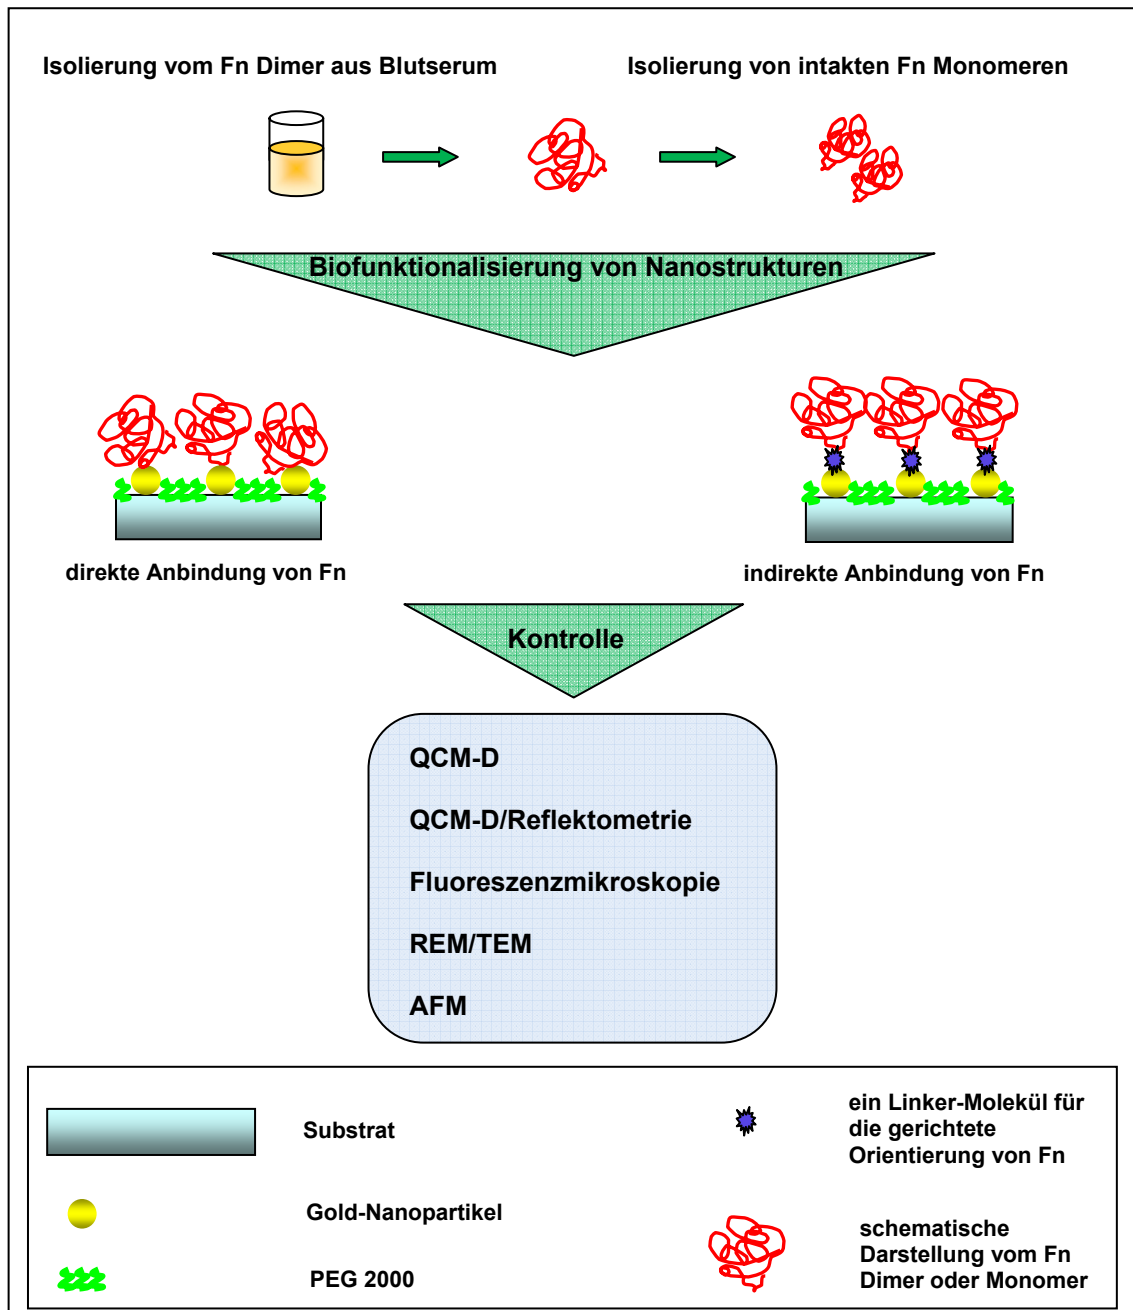 Isolierung vom Fn Dimer aus Blutserum
Isolierung von intakten Fn Monomeren
Biofunktionalisierung von Nanostrukturen
direkte Anbindung von Fn
indirekte Anbindung von Fn
Kontrolle
QCM-D
QCM-D/Reflektometrie
Fluoreszenzmikroskopie
REM/TEM
AFM
Substrat
ein Linker-Molekül für
die gerichtete
Orientierung von Fn
Gold-Nanopartikel
PEG 2000
schematische
Darstellung vom Fn
Dimer oder Monomer